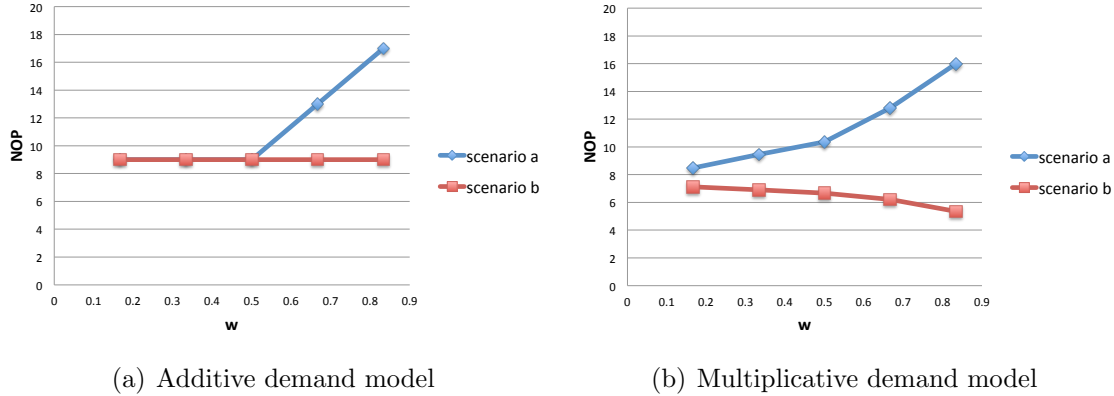 20
18
16
14
12
10
8
6
4
2
0
NOP
0 0.1 0.2 0.3 0.4 0.5 0.6 0.7 0.8 0.9
w
scenario a
scenario b
(a) Additive demand model
20
18
16
14
12
10
8
6
4
2
0
NOP
0 0.1 0.2 0.3 0.4 0.5 0.6 0.7 0.8 0.9
w
scenario a
scenario b
(b) Multiplicative demand model